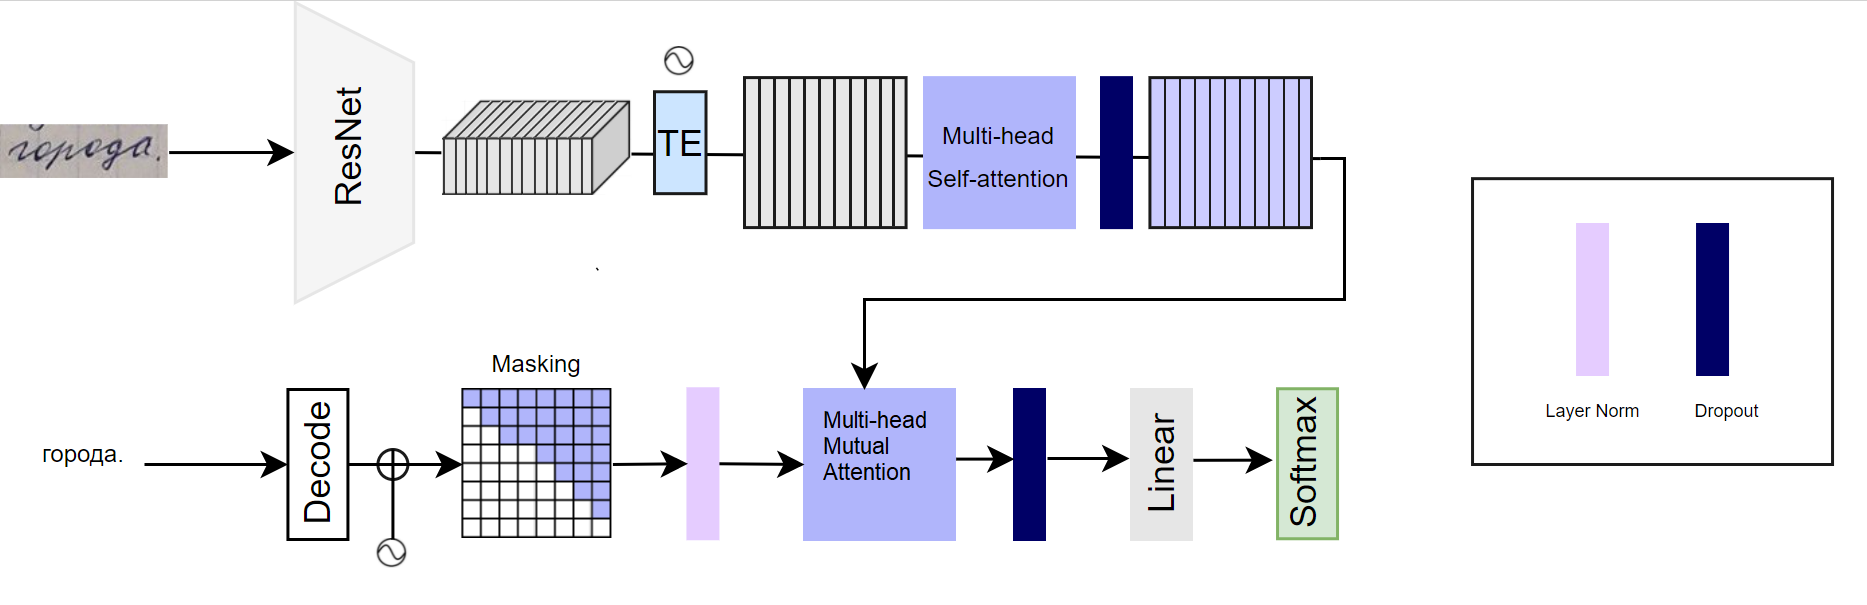 города.
ResNet
TE
Multi-head
Self-attention
Masking
города.
Decode
Multi-head
Mutual
Attention
Linear
Softmax
Layer Norm
Dropout